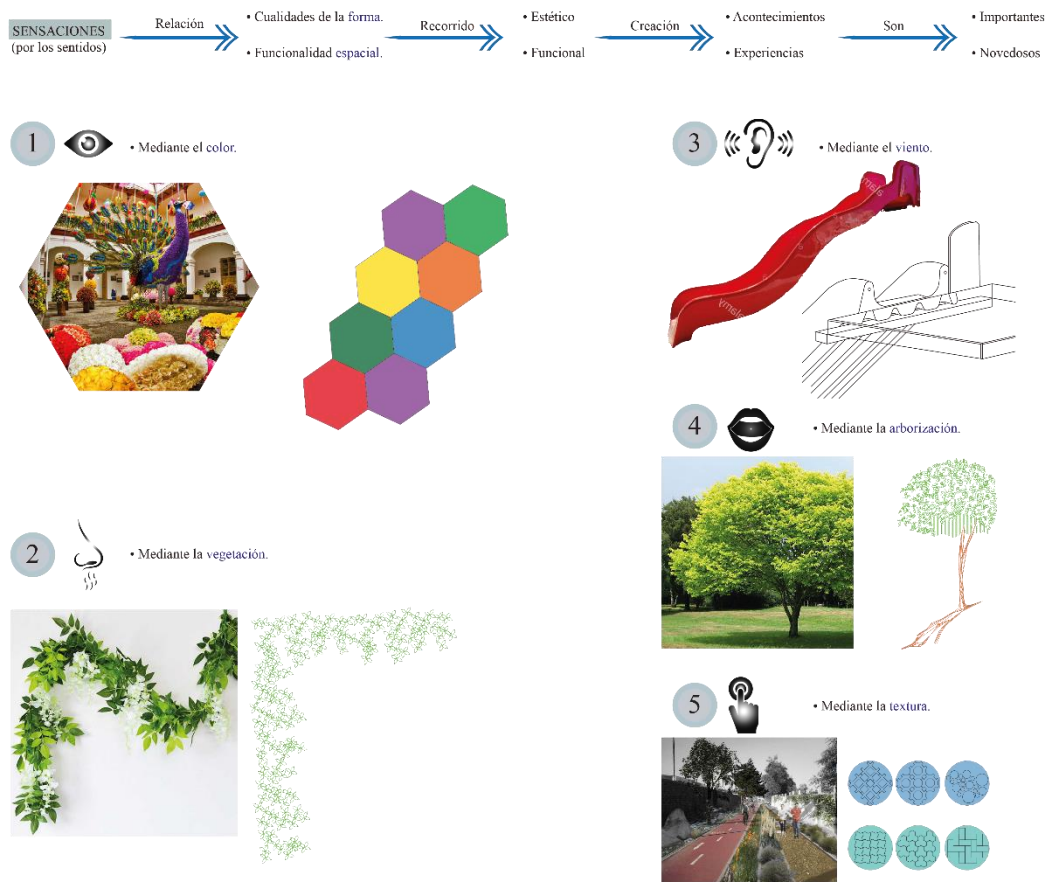 SENSACIONES
(por los sentidos)
Relación
• Cualidades de la forma.
• Funcionalidad espacial.
Recorrido
• Estético
• Funcional
Creación
• Acontecimientos
• Experiencias
Son
• Importantes
• Novedosos
1
• Mediante el color.
3
• Mediante el viento.
4
• Mediante la arborización.
2
• Mediante la vegetación.
5
• Mediante la textura.